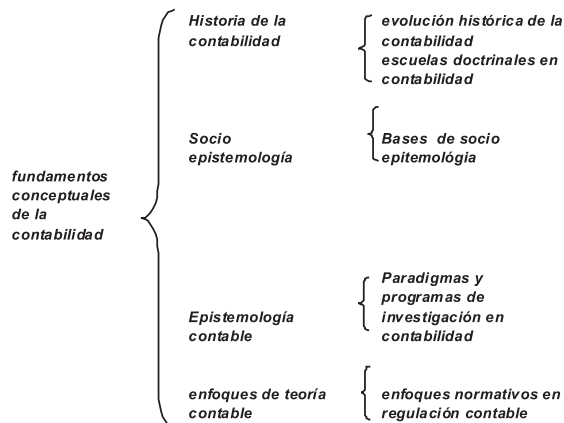 fundamentos
conceptuales
de la
contabilidad
Historia de la
contabilidad
evolución histórica de la
contabilidad
escuelas doctrinales en
contabilidad
Socio
epistemología
Bases de socio
epitemológia
Epistemología
contable
Paradigmas y
programas de
investigación en
contabilidad
enfoques de teoría
contable
enfoques normativos en
regulación contable